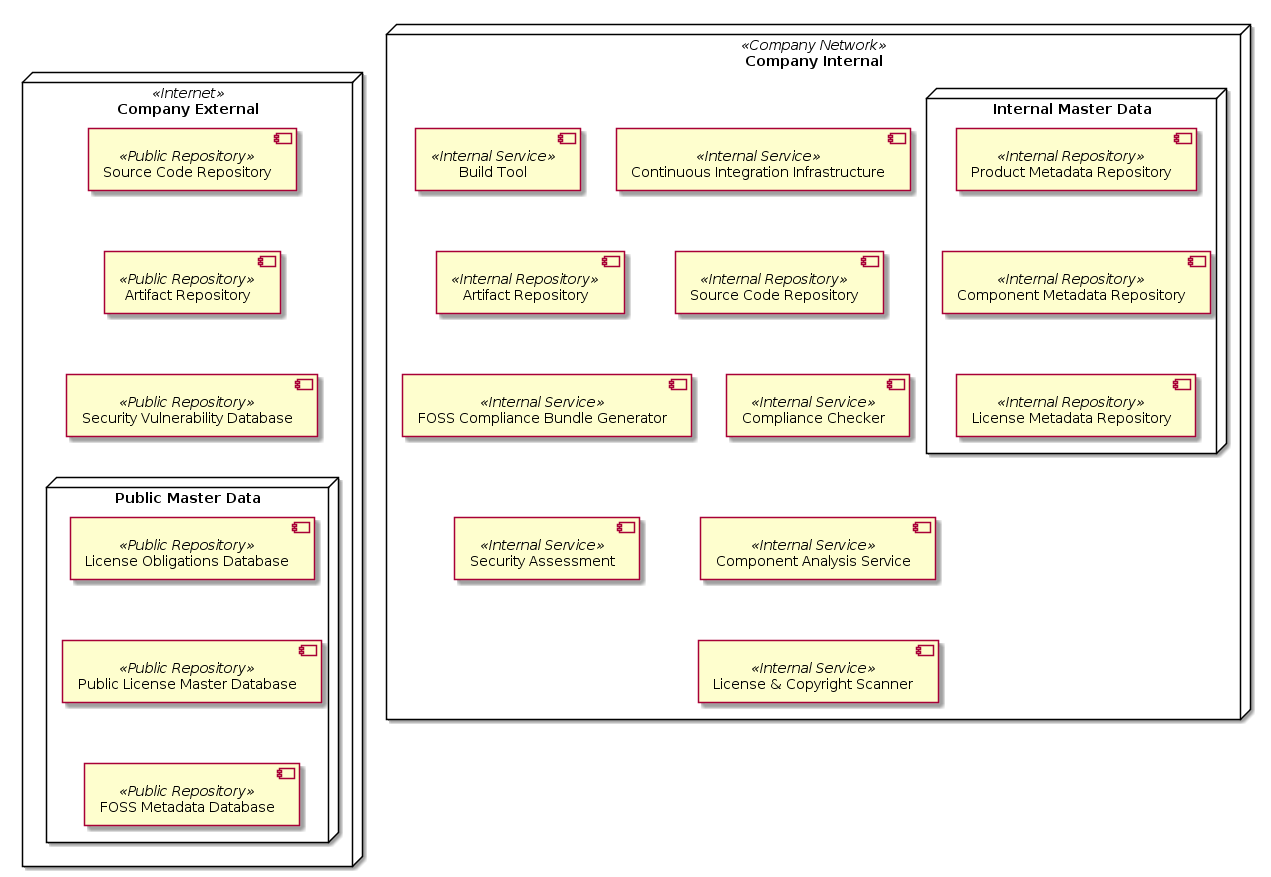 «Internet»
Company External
«Public Repository»
Source Code Repository
«Public Repository»
Artifact Repository
«Public Repository»
Security Vulnerability Database
Public Master Data
«Public Repository»
License Obligations Database
«Public Repository»
Public License Master Database
«Public Repository»
FOSS Metadata Database
«Company Network»
Company Internal
«Internal Service»
Build Tool
«Internal Service»
Continuous Integration Infrastructure
«Internal Repository»
Artifact Repository
«Internal Repository»
Source Code Repository
«Internal Service»
FOSS Compliance Bundle Generator
«Internal Service»
Compliance Checker
«Internal Service»
Security Assessment
«Internal Service»
Component Analysis Service
«Internal Service»
License & Copyright Scanner
Internal Master Data
«Internal Repository»
Product Metadata Repository
«Internal Repository»
Component Metadata Repository
«Internal Repository»
License Metadata Repository